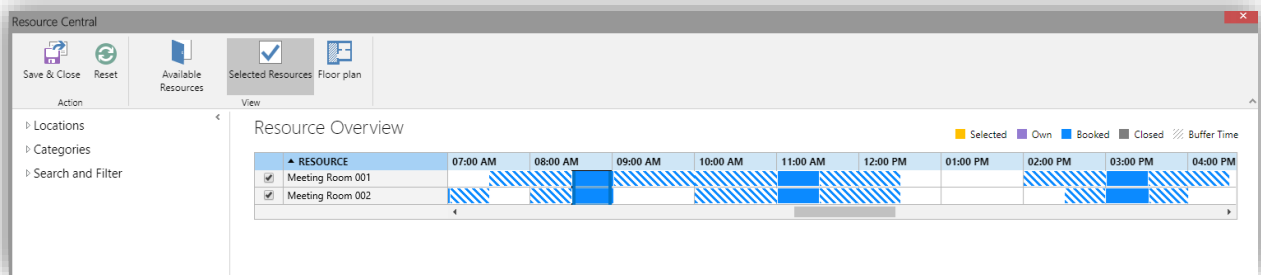 Resource Central
Save & Close Reset Available Resources Selected Resources Floor plan
Action View
Locations
Categories
Search and Filter
Resource Overview
Selected Own Booked Closed Buffer Time
RESOURCE 07:00 AM 08:00 AM 09:00 AM 10:00 AM 11:00 AM 12:00 PM 01:00 PM 02:00 PM 03:00 PM 04:00 PM
Meeting Room 001
Meeting Room 002